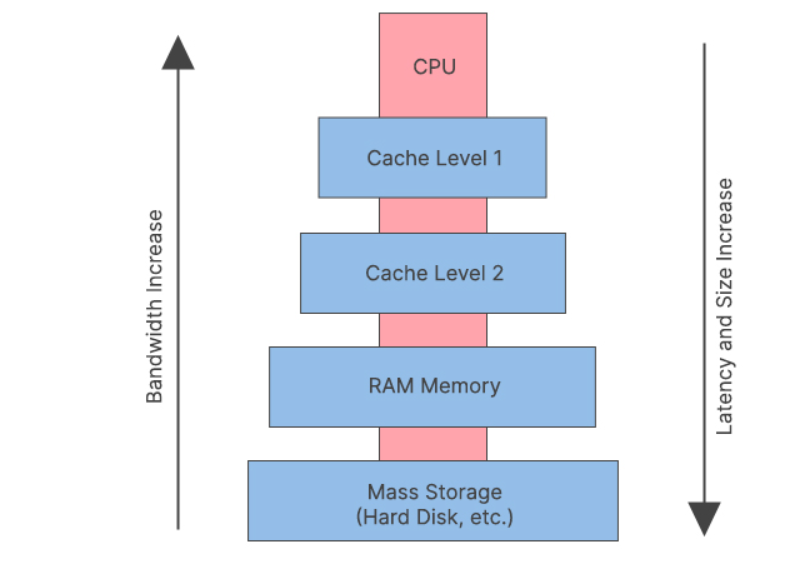 CPU
Cache Level 1
Cache Level 2
RAM Memory
Mass Storage
(Hard Disk, etc.)
Bandwidth Increase
Latency and Size Increase